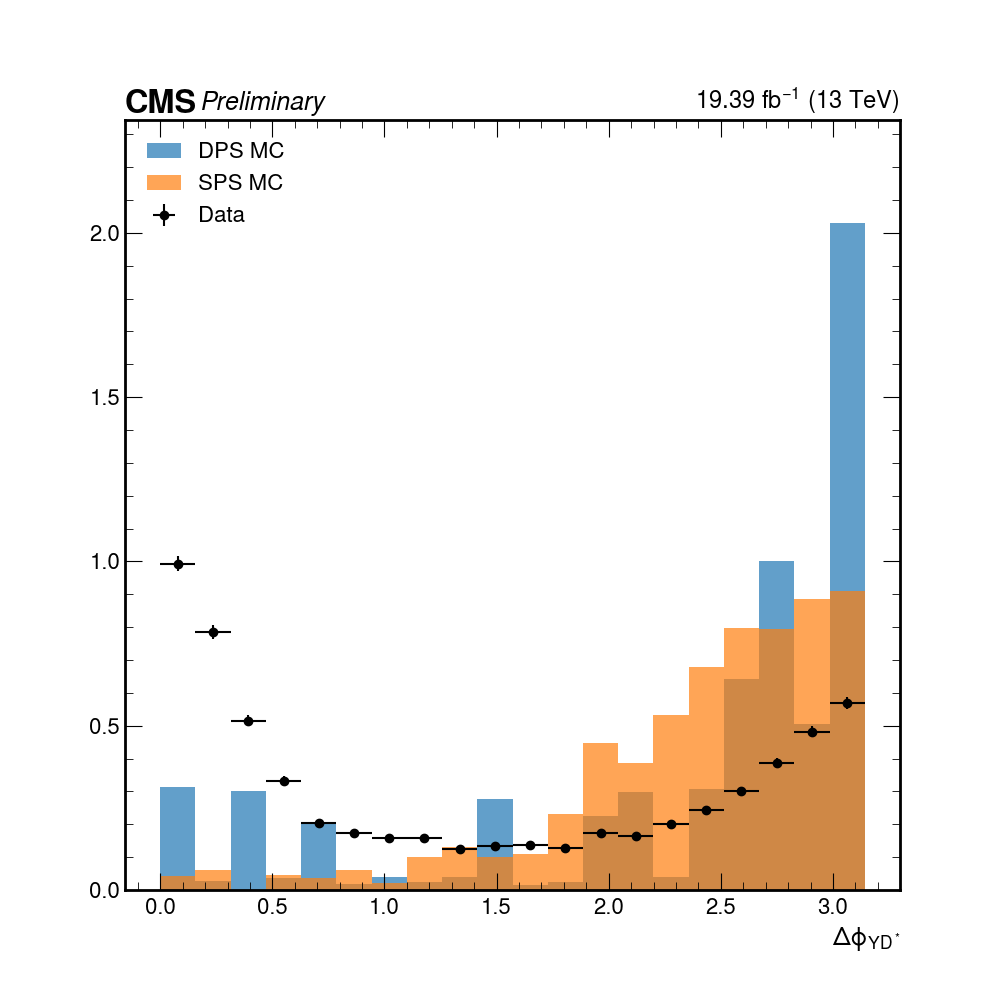 CMS Preliminary 19.39 fb⁻¹ (13 TeV)
DPS MC
SPS MC
Data
2.0
1.5
1.0
0.5
0.0
0.0 0.5 1.0 1.5 2.0 2.5 3.0
Δϕ_YD*